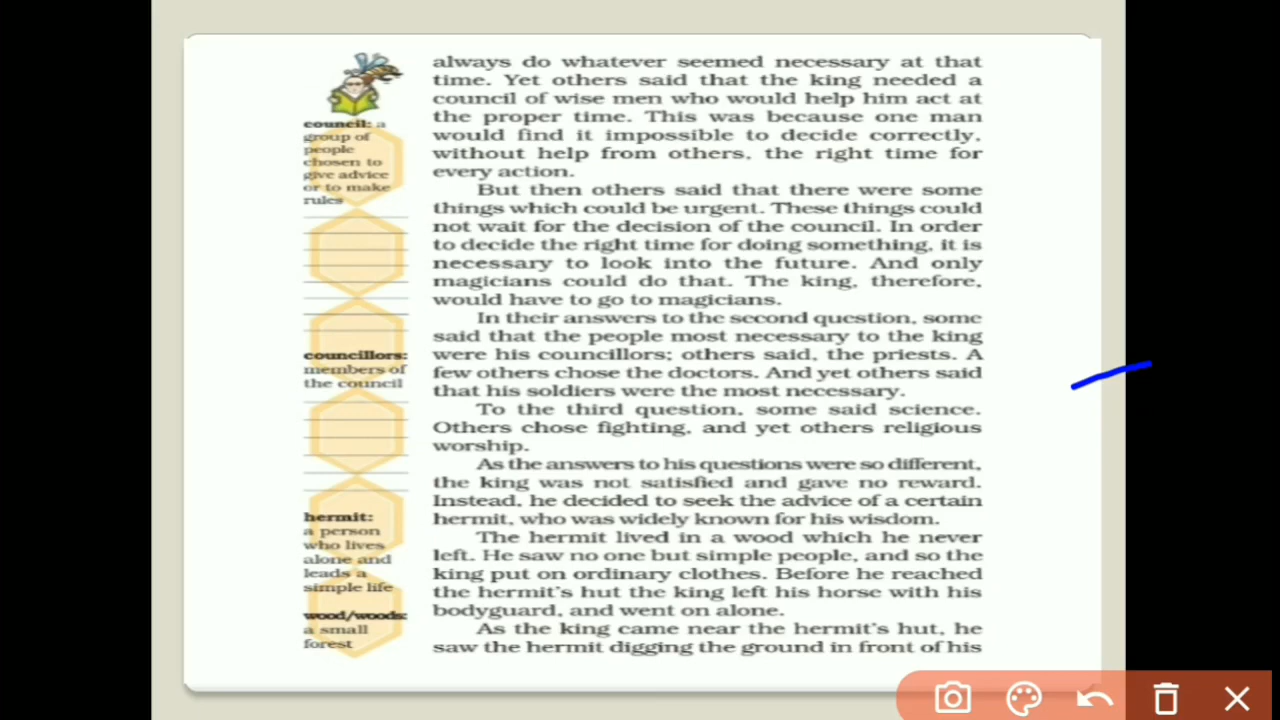 always do whatever seemed necessary at that
time. Yet others said that the king needed a
council of wise men who would help him act at
the proper time. This was because one man
would find it impossible to decide correctly,
without help from others, the right time for
every action.
But then others said that there were some
things which could be urgent. These things could
not wait for the decision of the council. In order
to decide the right time for doing something, it is
necessary to look into the future. And only
magicians could do that. The king, therefore,
would have to go to magicians.
In their answers to the second question, some
said that the people most necessary to the king
were his councillors; others said, the priests. A
few others chose the doctors. And yet others said
that his soldiers were the most necessary.
To the third question, some said science.
Others chose fighting, and yet others religious
worship.
As the answers to his questions were so different,
the king was not satisfied and gave no reward.
Instead, he decided to seek the advice of a certain
hermit, who was widely known for his wisdom.
The hermit lived in a wood which he never
left. He saw no one but simple people, and so the
king put on ordinary clothes. Before he reached
the hermit's hut the king left his horse with his
bodyguard, and went on alone.
As the king came near the hermit's hut, he
saw the hermit digging the ground in front of his
council: a
group of
people
chosen to
give advice
or to make
rules
councillors:
members of
the council
hermit:
a person
who lives
alone and
leads a
simple life
wood/woods:
a small
forest